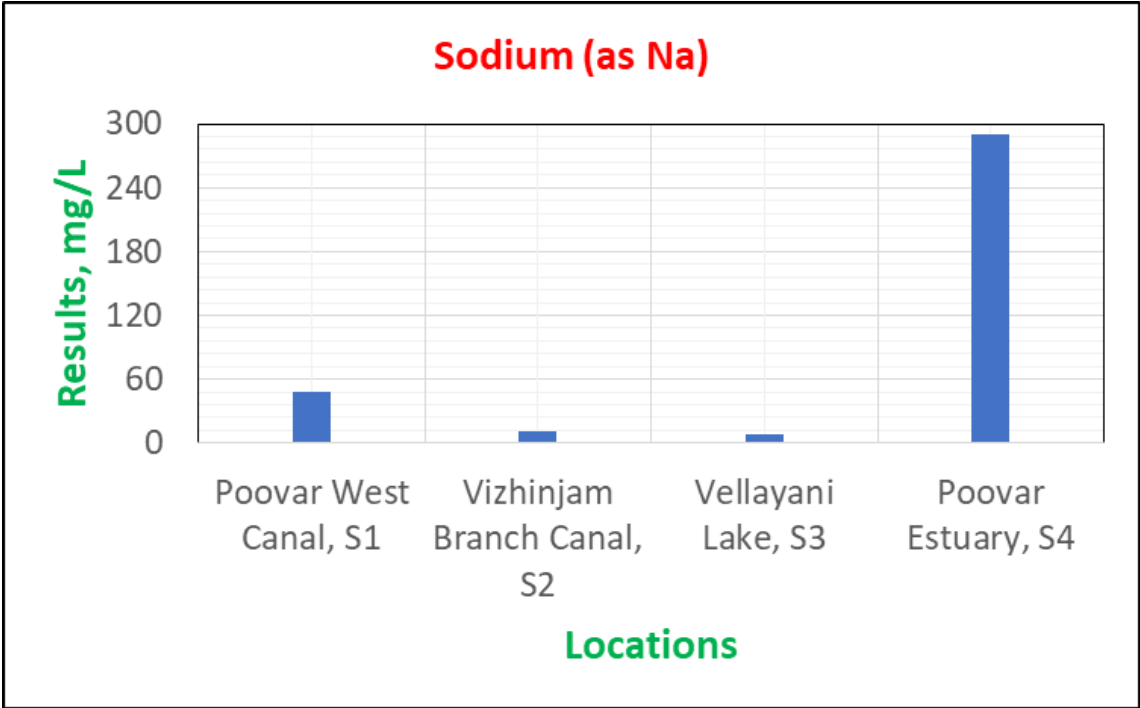 Sodium (as Na)
Results, mg/L
300
240
180
120
60
0
Poovar West
Canal, S1
Vizhinjam
Branch Canal,
S2
Vellayani
Lake, S3
Poovar
Estuary, S4
Locations